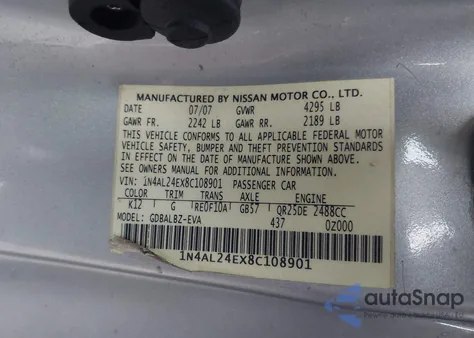 MANUFACTURED BY NISSAN MOTOR CO., LTD.
DATE 07/07 GVWR 4295 LB
GAWR FR. 2242 LB GAWR RR. 2189 LB
THIS VEHICLE CONFORMS TO ALL APPLICABLE FEDERAL MOTOR
VEHICLE SAFETY, BUMPER AND THEFT PREVENTION STANDARDS
IN EFFECT ON THE DATE OF MANUFACTURE SHOWN ABOVE.
SEE OWNERS MANUAL FOR ADDITIONAL INFORMATION.
VIN: 1N4AL24EX8C108901 PASSENGER CAR
COLOR TRIM TRANS AXLE ENGINE
K12 G RE0F10A GB57 QR25DE 2488CC
MODEL: GDBALBZ-EVA 437 0Z000
1N4AL24EX8C108901
autoSnap